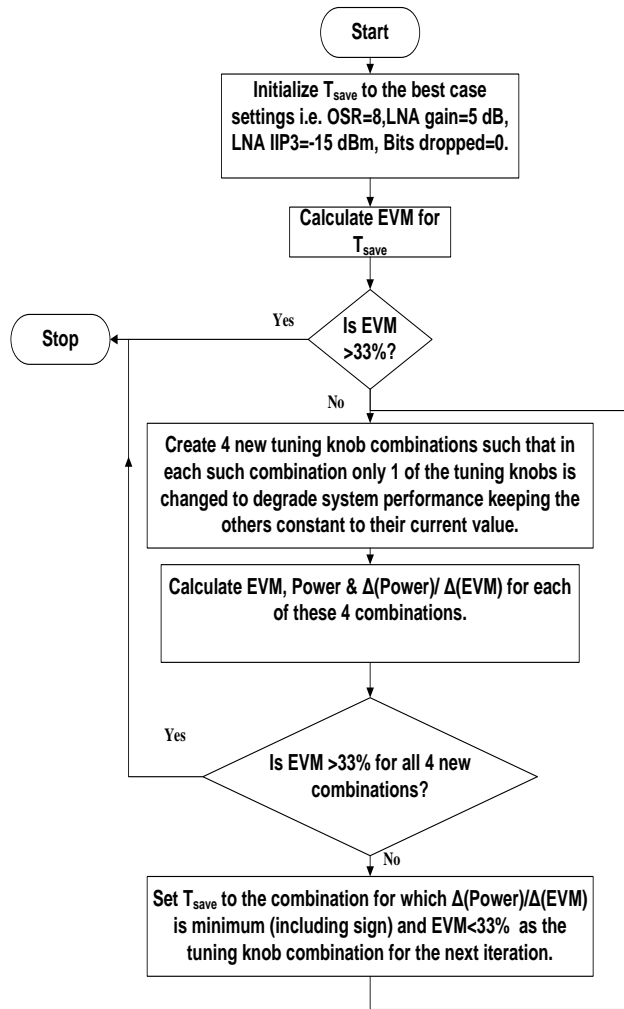 Start
Initialize Tsave to the best case
settings i.e. OSR=8,LNA gain=5 dB,
LNA IIP3=-15 dBm, Bits dropped=0.
Calculate EVM for
Tsave
Is EVM
>33%?
Yes
Stop
No
Create 4 new tuning knob combinations such that in
each such combination only 1 of the tuning knobs is
changed to degrade system performance keeping the
others constant to their current value.
Calculate EVM, Power & Δ(Power)/ Δ(EVM) for each
of these 4 combinations.
Yes
Is EVM >33% for all 4 new
combinations?
No
Set Tsave to the combination for which Δ(Power)/Δ(EVM)
is minimum (including sign) and EVM<33% as the
tuning knob combination for the next iteration.